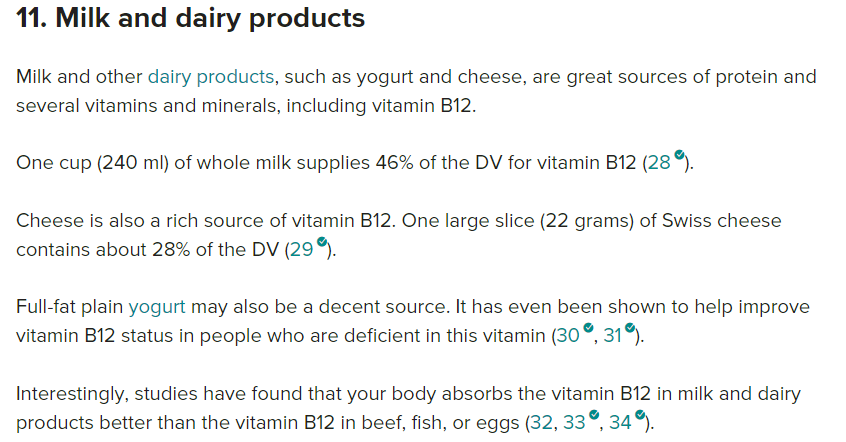 11. Milk and dairy products
Milk and other dairy products, such as yogurt and cheese, are great sources of protein and
several vitamins and minerals, including vitamin B12.
One cup (240 ml) of whole milk supplies 46% of the DV for vitamin B12 (28).
Cheese is also a rich source of vitamin B12. One large slice (22 grams) of Swiss cheese
contains about 28% of the DV (29).
Full-fat plain yogurt may also be a decent source. It has even been shown to help improve
vitamin B12 status in people who are deficient in this vitamin (30, 31).
Interestingly, studies have found that your body absorbs the vitamin B12 in milk and dairy
products better than the vitamin B12 in beef, fish, or eggs (32, 33, 34).